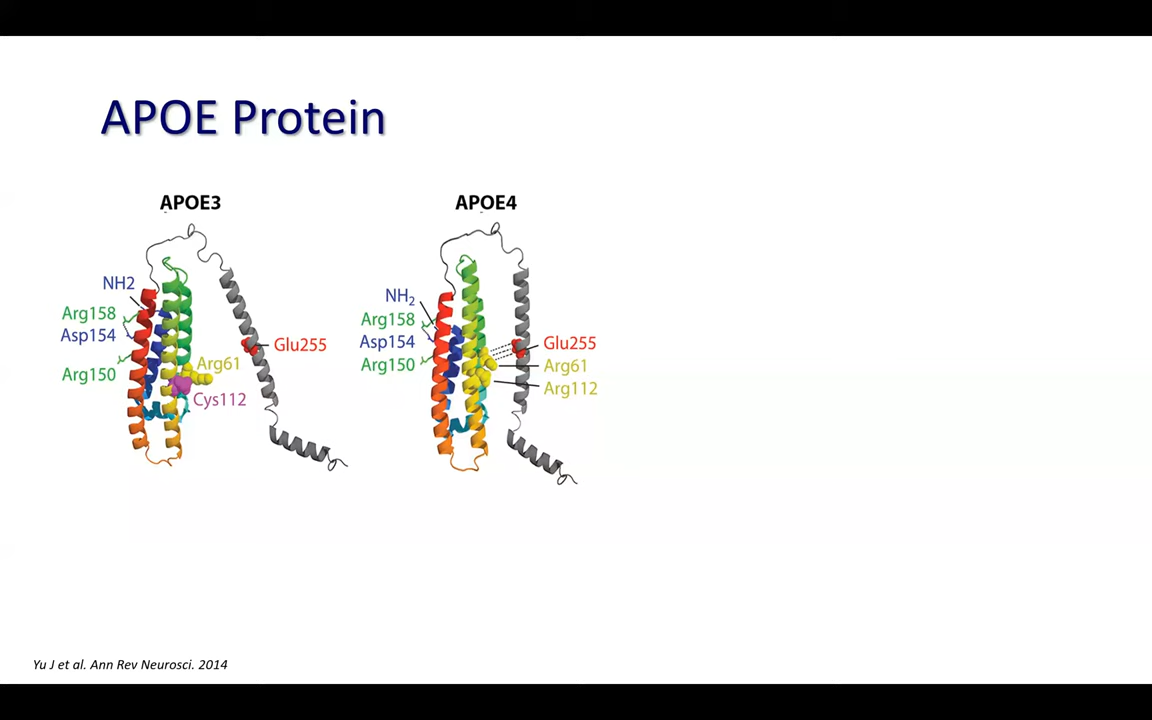 APOE Protein
APOE3
NH2
Arg158
Asp154
Arg150
Glu255
Arg61
Cys112
APOE4
NH₂
Arg158
Asp154
Arg150
Glu255
Arg61
Arg112
Yu J et al. Ann Rev Neurosci. 2014